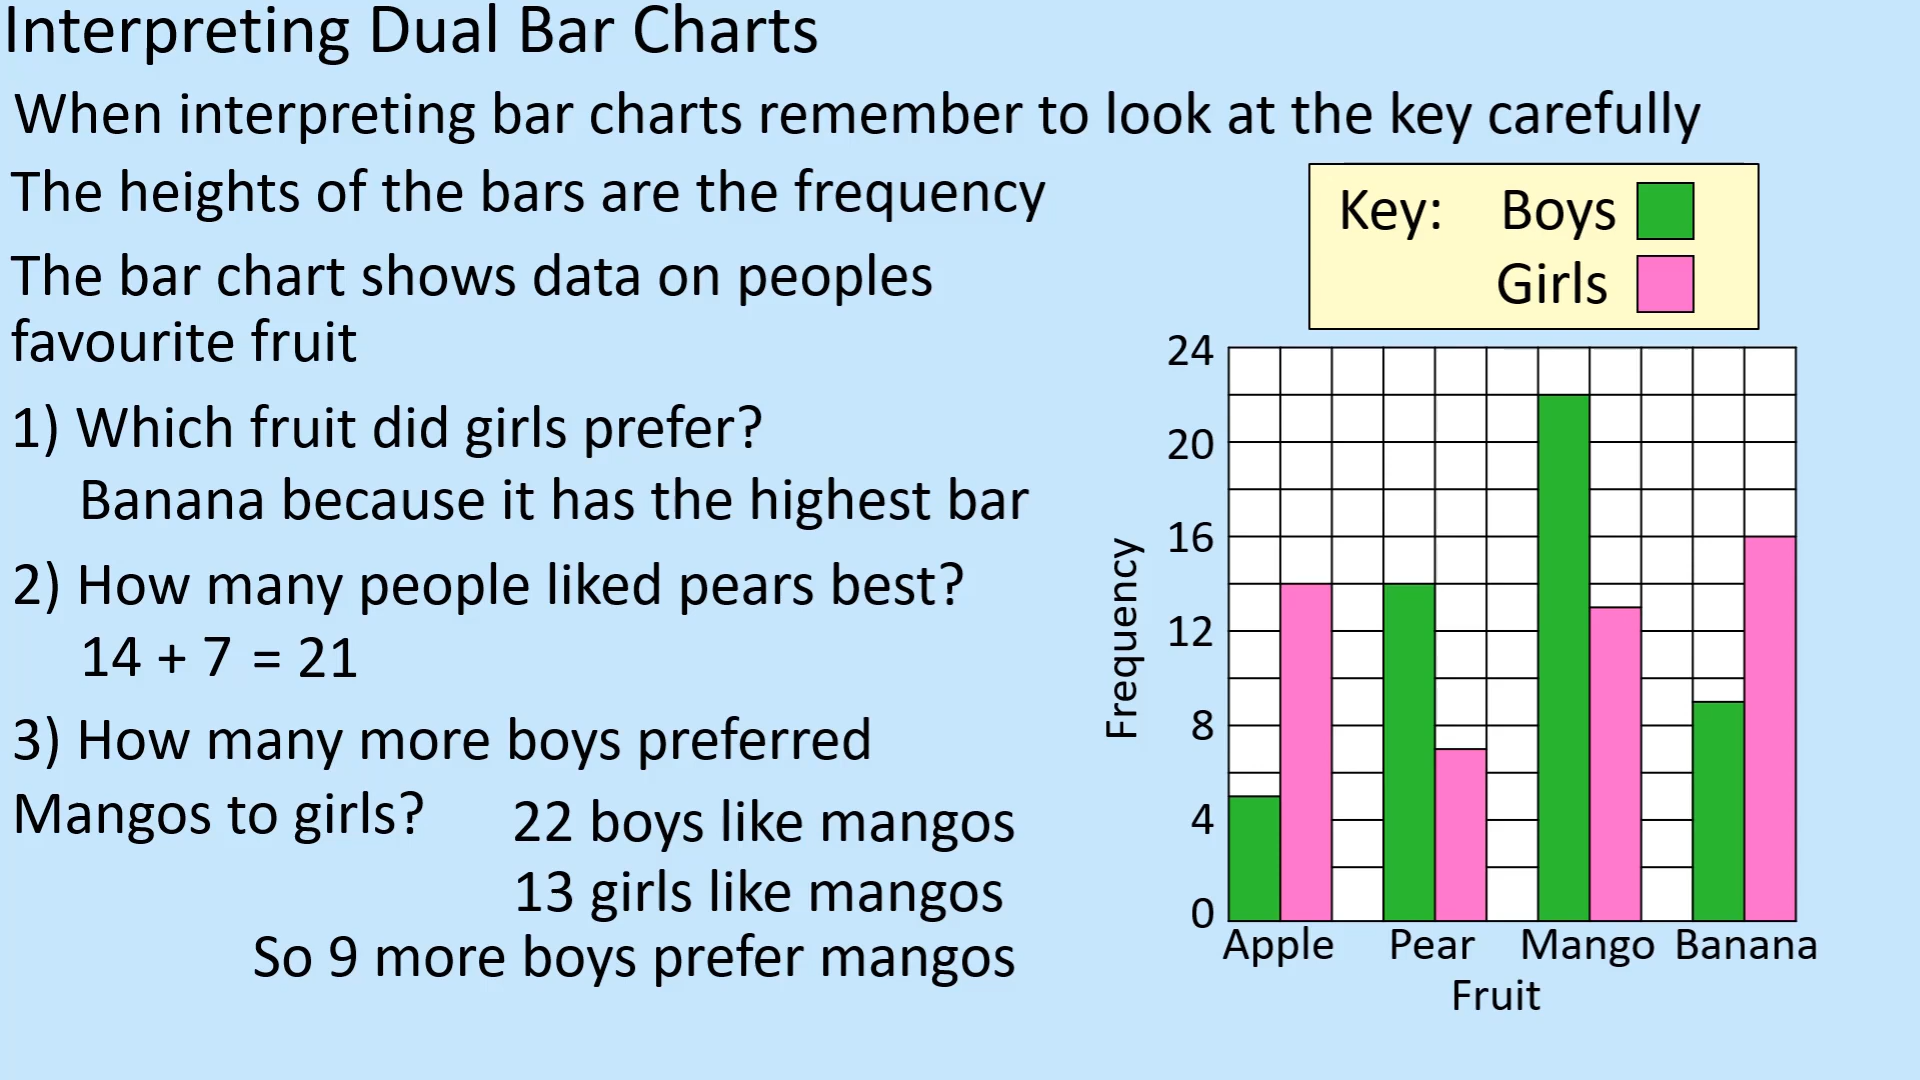 Interpreting Dual Bar Charts
When interpreting bar charts remember to look at the key carefully
The heights of the bars are the frequency
The bar chart shows data on peoples
favourite fruit
1) Which fruit did girls prefer?
Banana because it has the highest bar
2) How many people liked pears best?
14 + 7 = 21
3) How many more boys preferred
Mangos to girls?
22 boys like mangos
13 girls like mangos
So 9 more boys prefer mangos
Key: Boys
Girls
24
20
16
12
8
4
0
Frequency
Apple Pear Mango Banana
Fruit